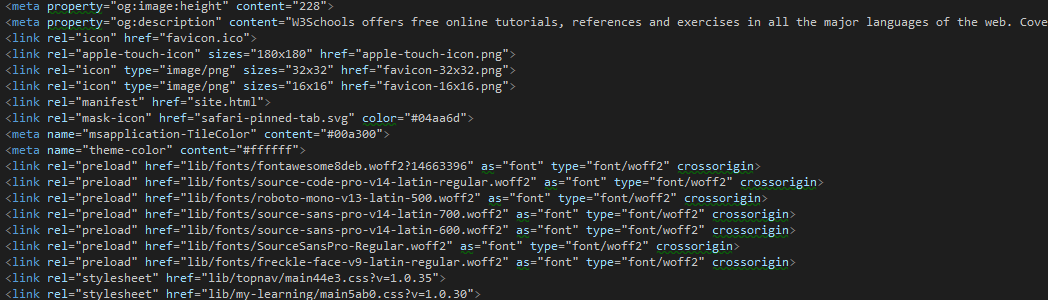 <meta property="og:image:height" content="228">
<meta property="og:description" content="W3Schools offers free online tutorials, references and exercises in all the major languages of the web. Cove
<link rel="icon" href="favicon.ico">
<link rel="apple-touch-icon" sizes="180x180" href="apple-touch-icon.png">
<link rel="icon" type="image/png" sizes="32x32" href="favicon-32x32.png">
<link rel="icon" type="image/png" sizes="16x16" href="favicon-16x16.png">
<link rel="manifest" href="site.html">
<link rel="mask-icon" href="safari-pinned-tab.svg" color="#04aa6d">
<meta name="msapplication-TileColor" content="#00a300">
<meta name="theme-color" content="#ffffff">
<link rel="preload" href="lib/fonts/fontawesome8deb.woff2?14663396" as="font" type="font/woff2" crossorigin>
<link rel="preload" href="lib/fonts/source-code-pro-v14-latin-regular.woff2" as="font" type="font/woff2" crossorigin>
<link rel="preload" href="lib/fonts/roboto-mono-v13-latin-500.woff2" as="font" type="font/woff2" crossorigin>
<link rel="preload" href="lib/fonts/source-sans-pro-v14-latin-700.woff2" as="font" type="font/woff2" crossorigin>
<link rel="preload" href="lib/fonts/source-sans-pro-v14-latin-600.woff2" as="font" type="font/woff2" crossorigin>
<link rel="preload" href="lib/fonts/SourceSansPro-Regular.woff2" as="font" type="font/woff2" crossorigin>
<link rel="preload" href="lib/fonts/freckle-face-v9-latin-regular.woff2" as="font" type="font/woff2" crossorigin>
<link rel="stylesheet" href="lib/topnav/main44e3.css?v=1.0.35">
<link rel="stylesheet" href="lib/my-learning/main5ab0.css?v=1.0.30">